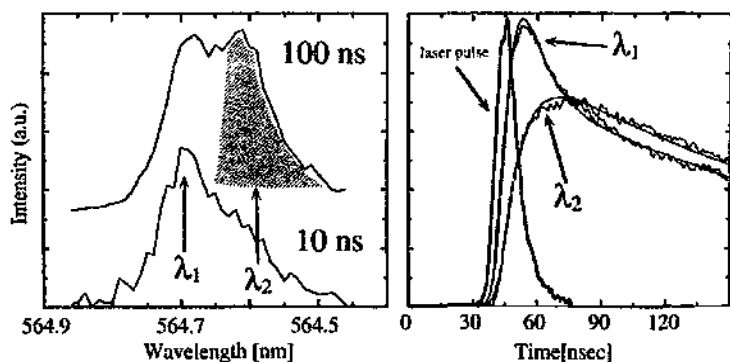 Intensity (a.u.)
100 ns
10 ns
λ1
λ2
564.9
564.7
564.5
Wavelength [nm]
laser pulse
λ1
λ2
0
30
60
90
120
Time[nsec]